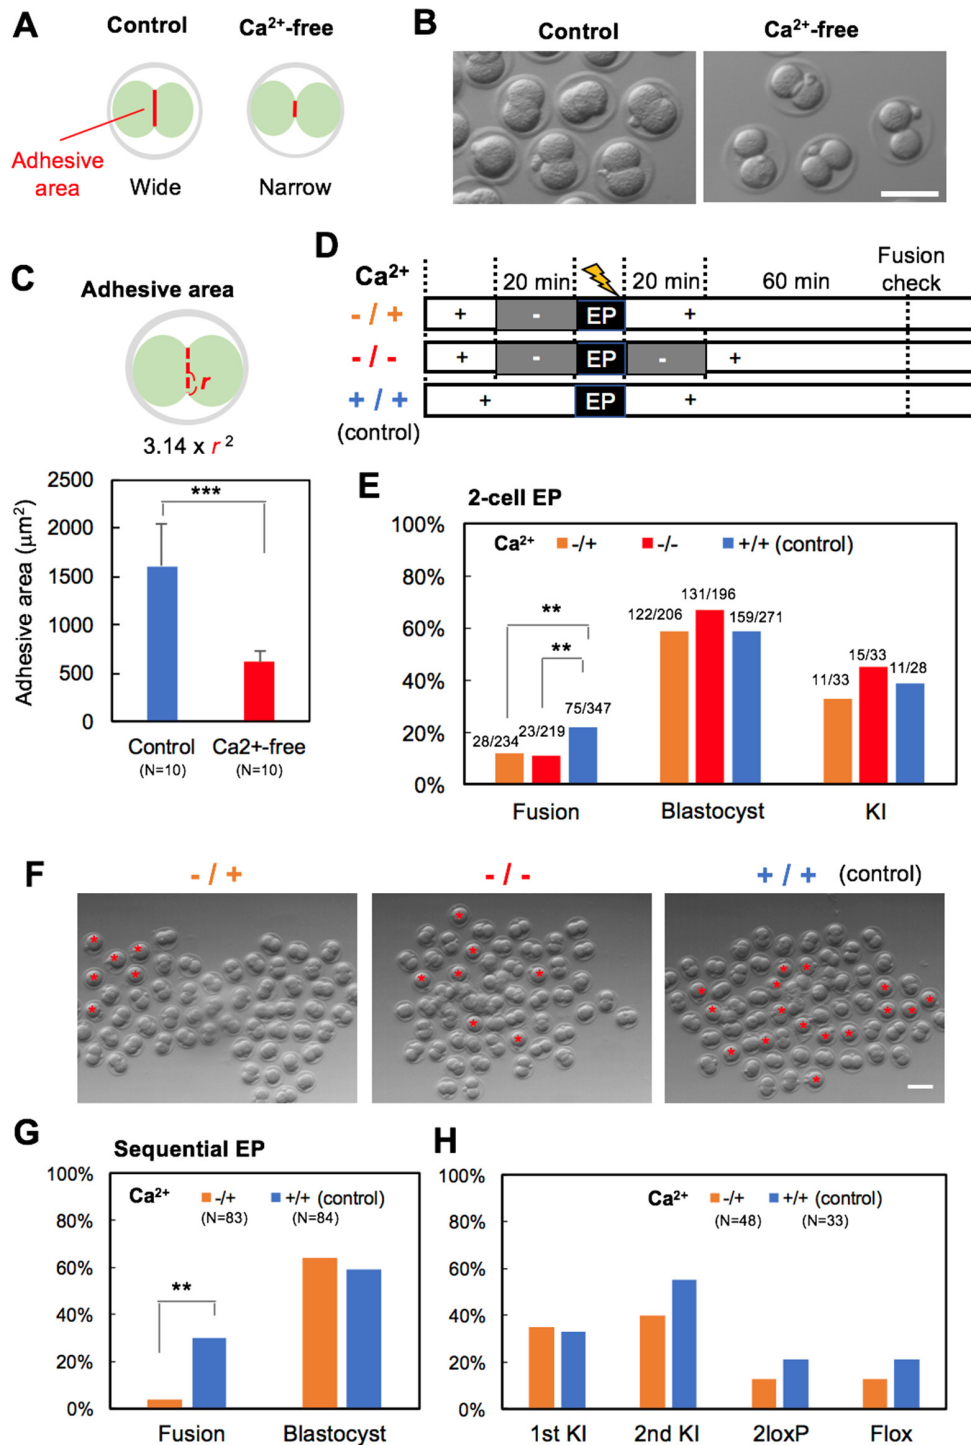 A
Control
Ca²⁺-free
Adhesive
area
Wide
Narrow
B
Control
Ca²⁺-free
C
Adhesive area
r
3.14 x r ²
Adhesive area (μm²)
2500
2000
1500
1000
500
0
***
Control
(N=10)
Ca2+-free
(N=10)
D
Ca²⁺
20 min
20 min
60 min
Fusion
check
- / +
+
-
EP
+
- / -
+
-
EP
-
+
+ / +
(control)
+
EP
+
E
2-cell EP
Ca²⁺
-/+
-/-
+/+ (control)
100%
80%
60%
40%
20%
0%
**
**
28/234
23/219
75/347
122/206
131/196
159/271
11/33
15/33
11/28
Fusion
Blastocyst
KI
F
- / +
- / -
+ / +
(control)
G
Sequential EP
Ca²⁺
-/+
(N=83)
+/+ (control)
(N=84)
100%
80%
60%
40%
20%
0%
**
Fusion
Blastocyst
H
Ca²⁺
-/+
(N=48)
+/+ (control)
(N=33)
100%
80%
60%
40%
20%
0%
1st KI
2nd KI
2loxP
Flox